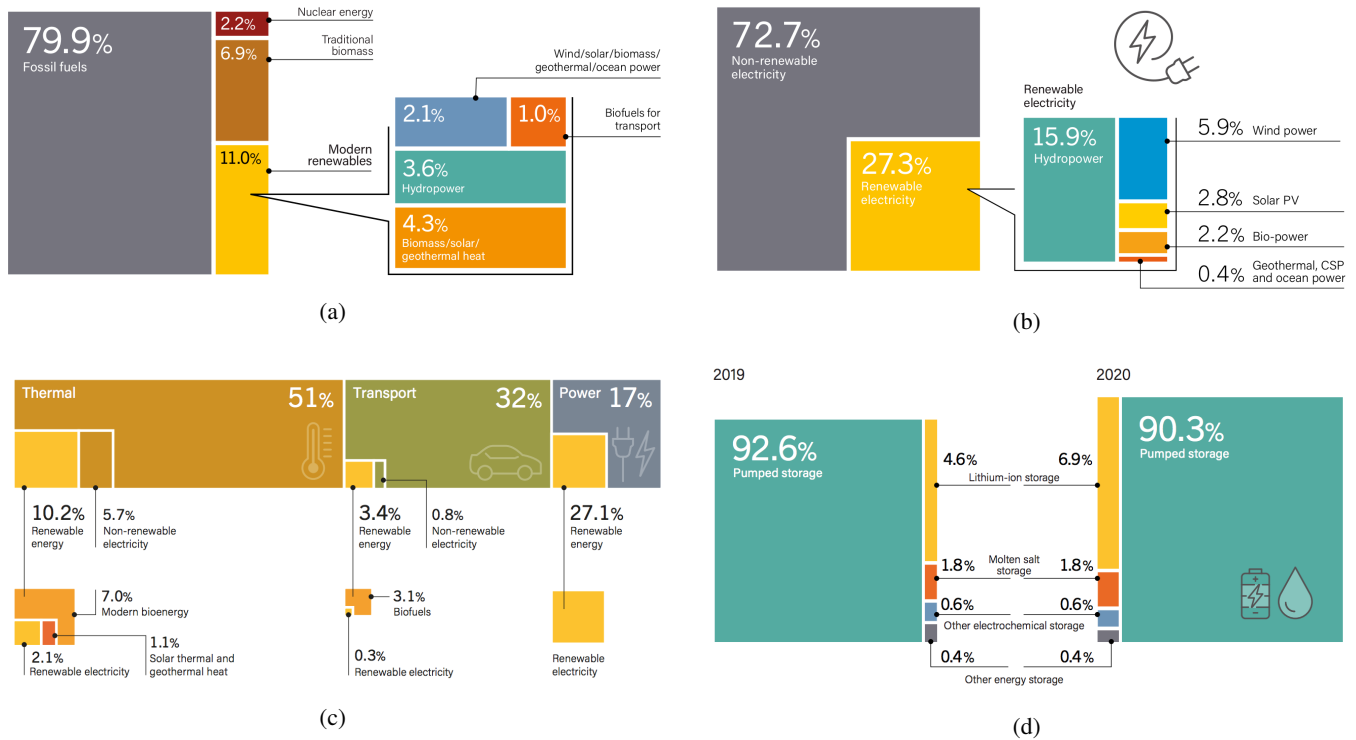 79.9%
Fossil fuels
2.2%
Nuclear energy
6.9%
Traditional
biomass
11.0%
Modern
renewables
Wind/solar/biomass/
geothermal/ocean power
2.1%
1.0%
Biofuels for
transport
3.6%
Hydropower
4.3%
Biomass/solar/
geothermal heat
(a)
72.7%
Non-renewable
electricity
27.3%
Renewable
electricity
Renewable
electricity
15.9%
Hydropower
5.9% Wind power
2.8% Solar PV
2.2% Bio-power
0.4% Geothermal, CSP
and ocean power
(b)
Thermal
51%
Transport
32%
Power 17%
10.2%
Renewable
energy
5.7%
Non-renewable
electricity
3.4%
Renewable
energy
0.8%
Non-renewable
electricity
27.1%
Renewable
energy
7.0%
Modern bioenergy
1.1%
Solar thermal and
geothermal heat
2.1%
Renewable electricity
3.1%
Biofuels
0.3%
Renewable electricity
Renewable
electricity
(c)
2019
2020
92.6%
Pumped storage
90.3%
Pumped storage
4.6% 6.9%
Lithium-ion storage
1.8% Molten salt
storage 1.8%
0.6% 0.6%
Other electrochemical storage
0.4% 0.4%
Other energy storage
(d)